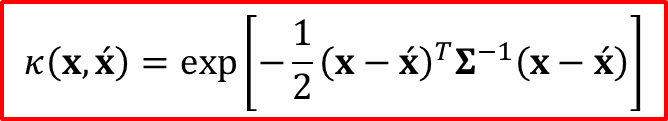 κ(𝐱, 𝐱́) = exp[−1/2 (𝐱 − 𝐱́)ᵀ𝚺⁻¹(𝐱 − 𝐱́)]